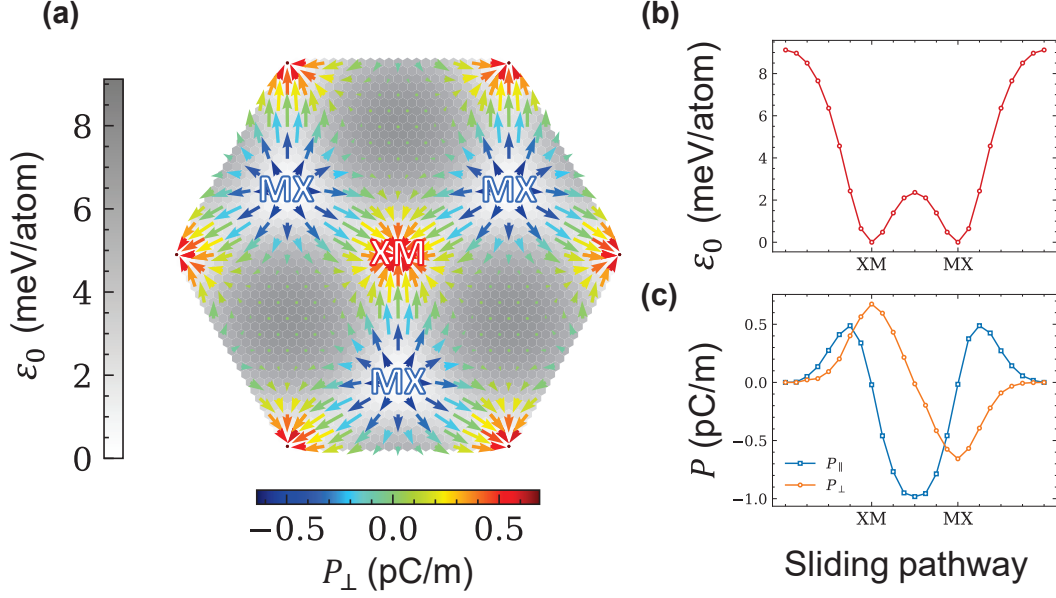 (a)
ε₀ (meV/atom)
8
6
4
2
0
MX
MX
XM
MX
−0.5
0.0
0.5
P⊥ (pC/m)
(b)
ε₀ (meV/atom)
8
6
4
2
0
XM
MX
(c)
P (pC/m)
0.5
0.0
−0.5
−1.0
P∥
P⊥
XM
MX
Sliding pathway